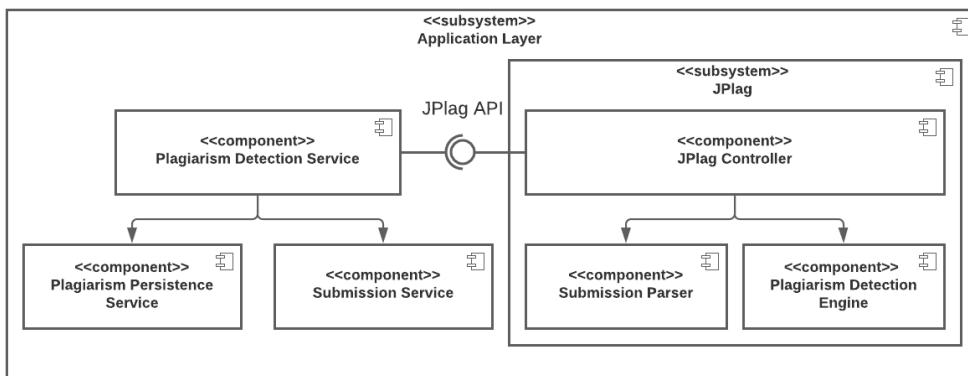 <<subsystem>>
Application Layer
<<subsystem>>
JPlag
JPlag API
<<component>>
Plagiarism Detection Service
<<component>>
JPlag Controller
<<component>>
Plagiarism Persistence
Service
<<component>>
Submission Service
<<component>>
Submission Parser
<<component>>
Plagiarism Detection
Engine